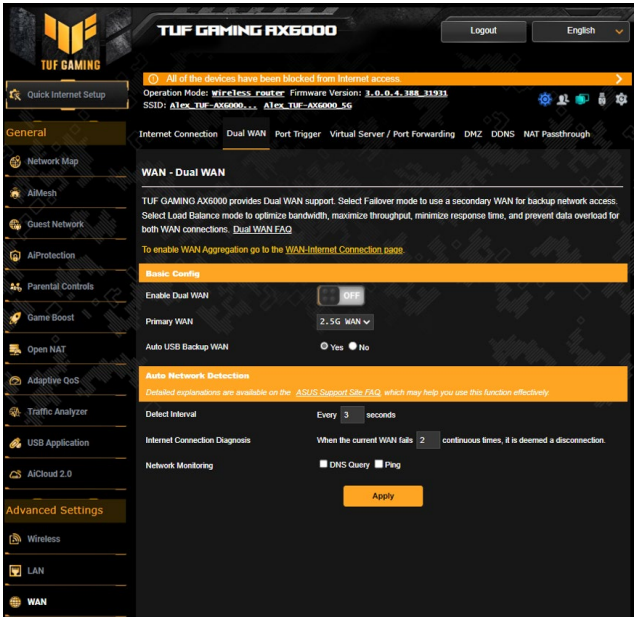 TUF GAMING
TUF GAMING AX6000
Logout
English
All of the devices have been blocked from Internet access.
Quick Internet Setup
Operation Mode: Wireless router Firmware Version: 3.0.0.4.388_31931
SSID: Alex_TUF-AX6000... Alex_TUF-AX6000_5G
General
Network Map
AiMesh
Guest Network
AiProtection
Parental Controls
Game Boost
Open NAT
Adaptive QoS
Traffic Analyzer
USB Application
AiCloud 2.0
Advanced Settings
Wireless
LAN
WAN
Internet Connection Dual WAN Port Trigger Virtual Server / Port Forwarding DMZ DDNS NAT Passthrough
WAN - Dual WAN
TUF GAMING AX6000 provides Dual WAN support. Select Failover mode to use a secondary WAN for backup network access.
Select Load Balance mode to optimize bandwidth, maximize throughput, minimize response time, and prevent data overload for
both WAN connections. Dual WAN FAQ
To enable WAN Aggregation go to the WAN-Internet Connection page.
Basic Config
Enable Dual WAN OFF
Primary WAN 2.5G WAN
Auto USB Backup WAN Yes No
Auto Network Detection
Detailed explanations are available on the ASUS Support Site FAQ, which may help you use this function effectively.
Detect Interval Every 3 seconds
Internet Connection Diagnosis When the current WAN fails 2 continuous times, it is deemed a disconnection.
Network Monitoring DNS Query Ping
Apply